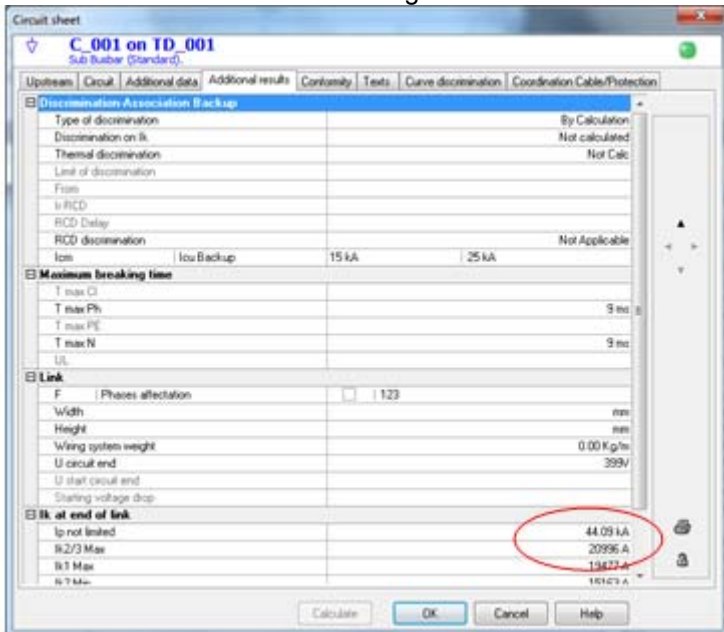 Circuit sheet
C_001 on TD_001
Sub Busbar (Standard).
Upstream Circuit Additional data Additional results Conformity Texts Curve discrimination Coordination Cable/Protection
Discrimination-Association Backup
Type of discrimination By Calculation
Discrimination on Ik Not calculated
Thermal discrimination Not Calc
Limit of discrimination
From
Ir RCD
RCD Delay
RCD discrimination Not Applicable
Icm Icu Backup 15 kA 25 kA
Maximum breaking time
T max CI
T max Ph 9 ms
T max PE
T max N 9 ms
UL
Link
F Phases affectation 123
Width mm
Height mm
Wiring system weight 0.00 Kg/m
U circuit end 399V
U start circuit end
Starting voltage drop
Ik at end of link
Ip not limited 44.09 kA
Ik2/3 Max 20996 A
Ik1 Max 19477 A
Ik2 Min 15163 A
Calculate OK Cancel Help